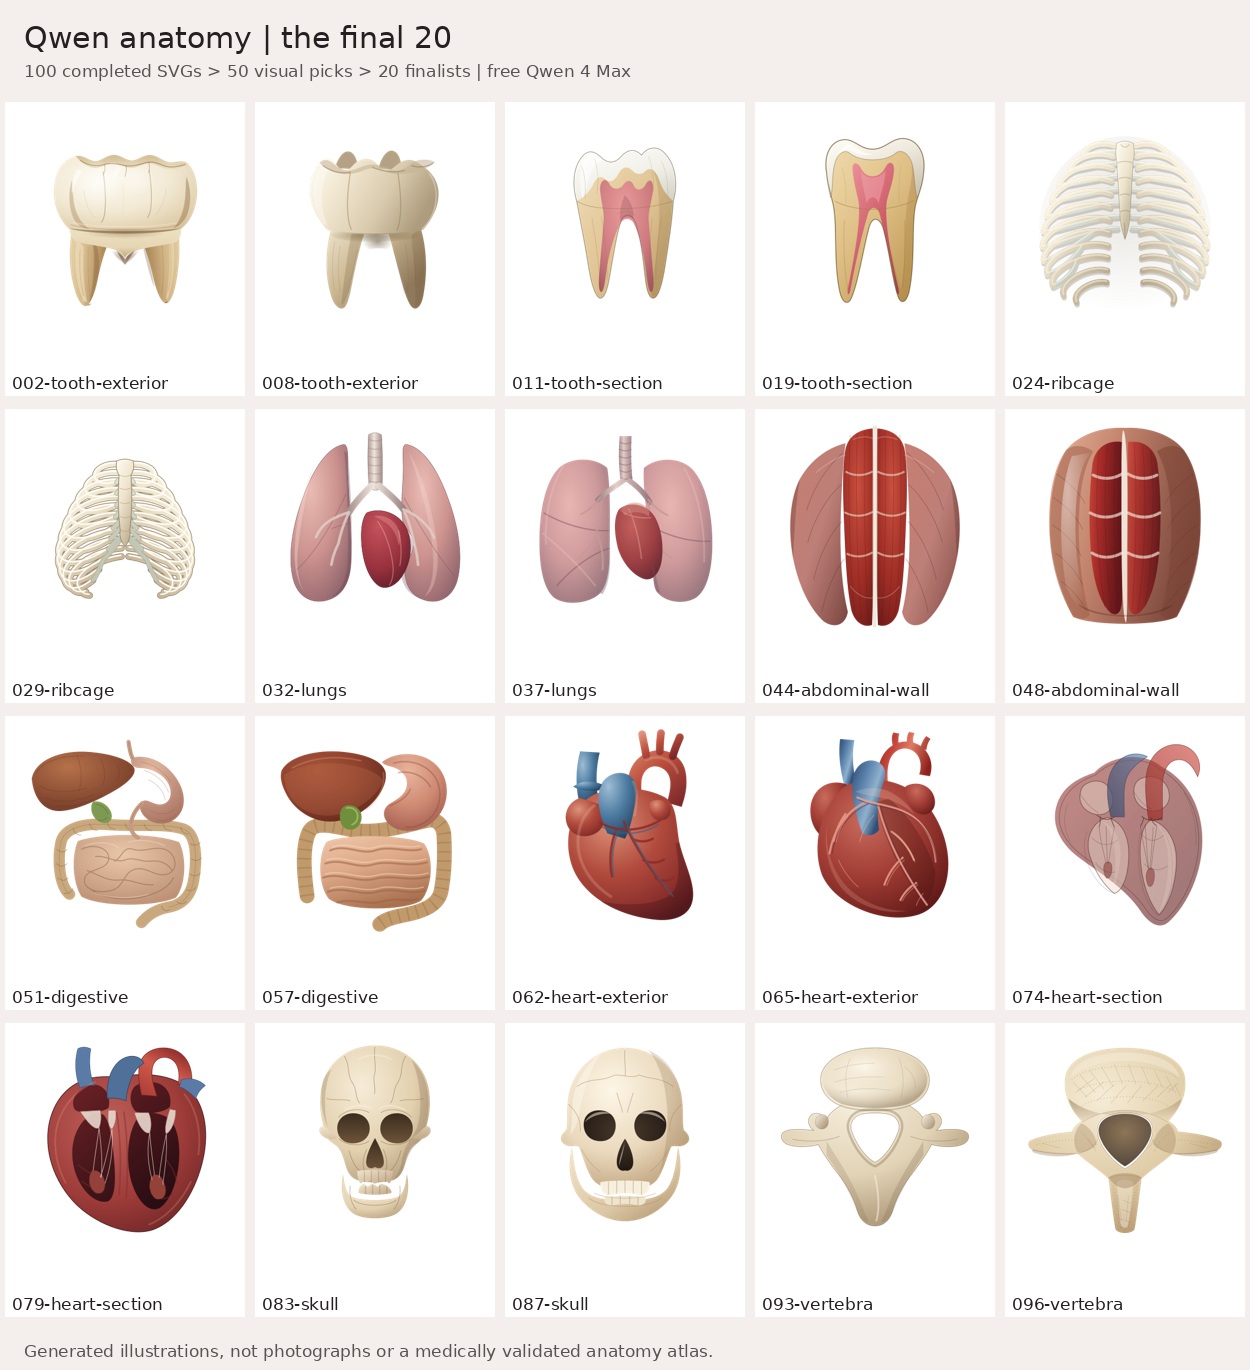 Qwen anatomy | the final 20
100 completed SVGs > 50 visual picks > 20 finalists | free Qwen 4 Max
002-tooth-exterior
008-tooth-exterior
011-tooth-section
019-tooth-section
024-ribcage
029-ribcage
032-lungs
037-lungs
044-abdominal-wall
048-abdominal-wall
051-digestive
057-digestive
062-heart-exterior
065-heart-exterior
074-heart-section
079-heart-section
083-skull
087-skull
093-vertebra
096-vertebra
Generated illustrations, not photographs or a medically validated anatomy atlas.